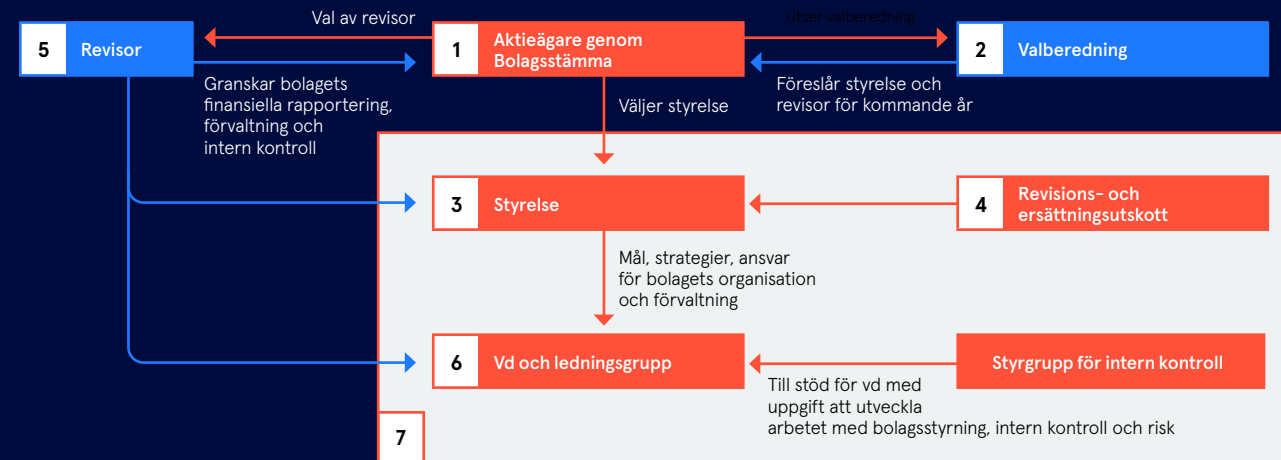 Val av revisor
Utser valberedning
5 Revisor
1 Aktieägare genom
Bolagsstämma
2 Valberedning
Granskar bolagets
finansiella rapportering,
förvaltning och
intern kontroll
Väljer styrelse
Föreslår styrelse och
revisor för kommande år
3 Styrelse
4 Revisions- och
ersättningsutskott
Mål, strategier, ansvar
för bolagets organisation
och förvaltning
6 Vd och ledningsgrupp
Styrgrupp för intern kontroll
Till stöd för vd med
uppgift att utveckla
arbetet med bolagsstyrning, intern kontroll och risk
7